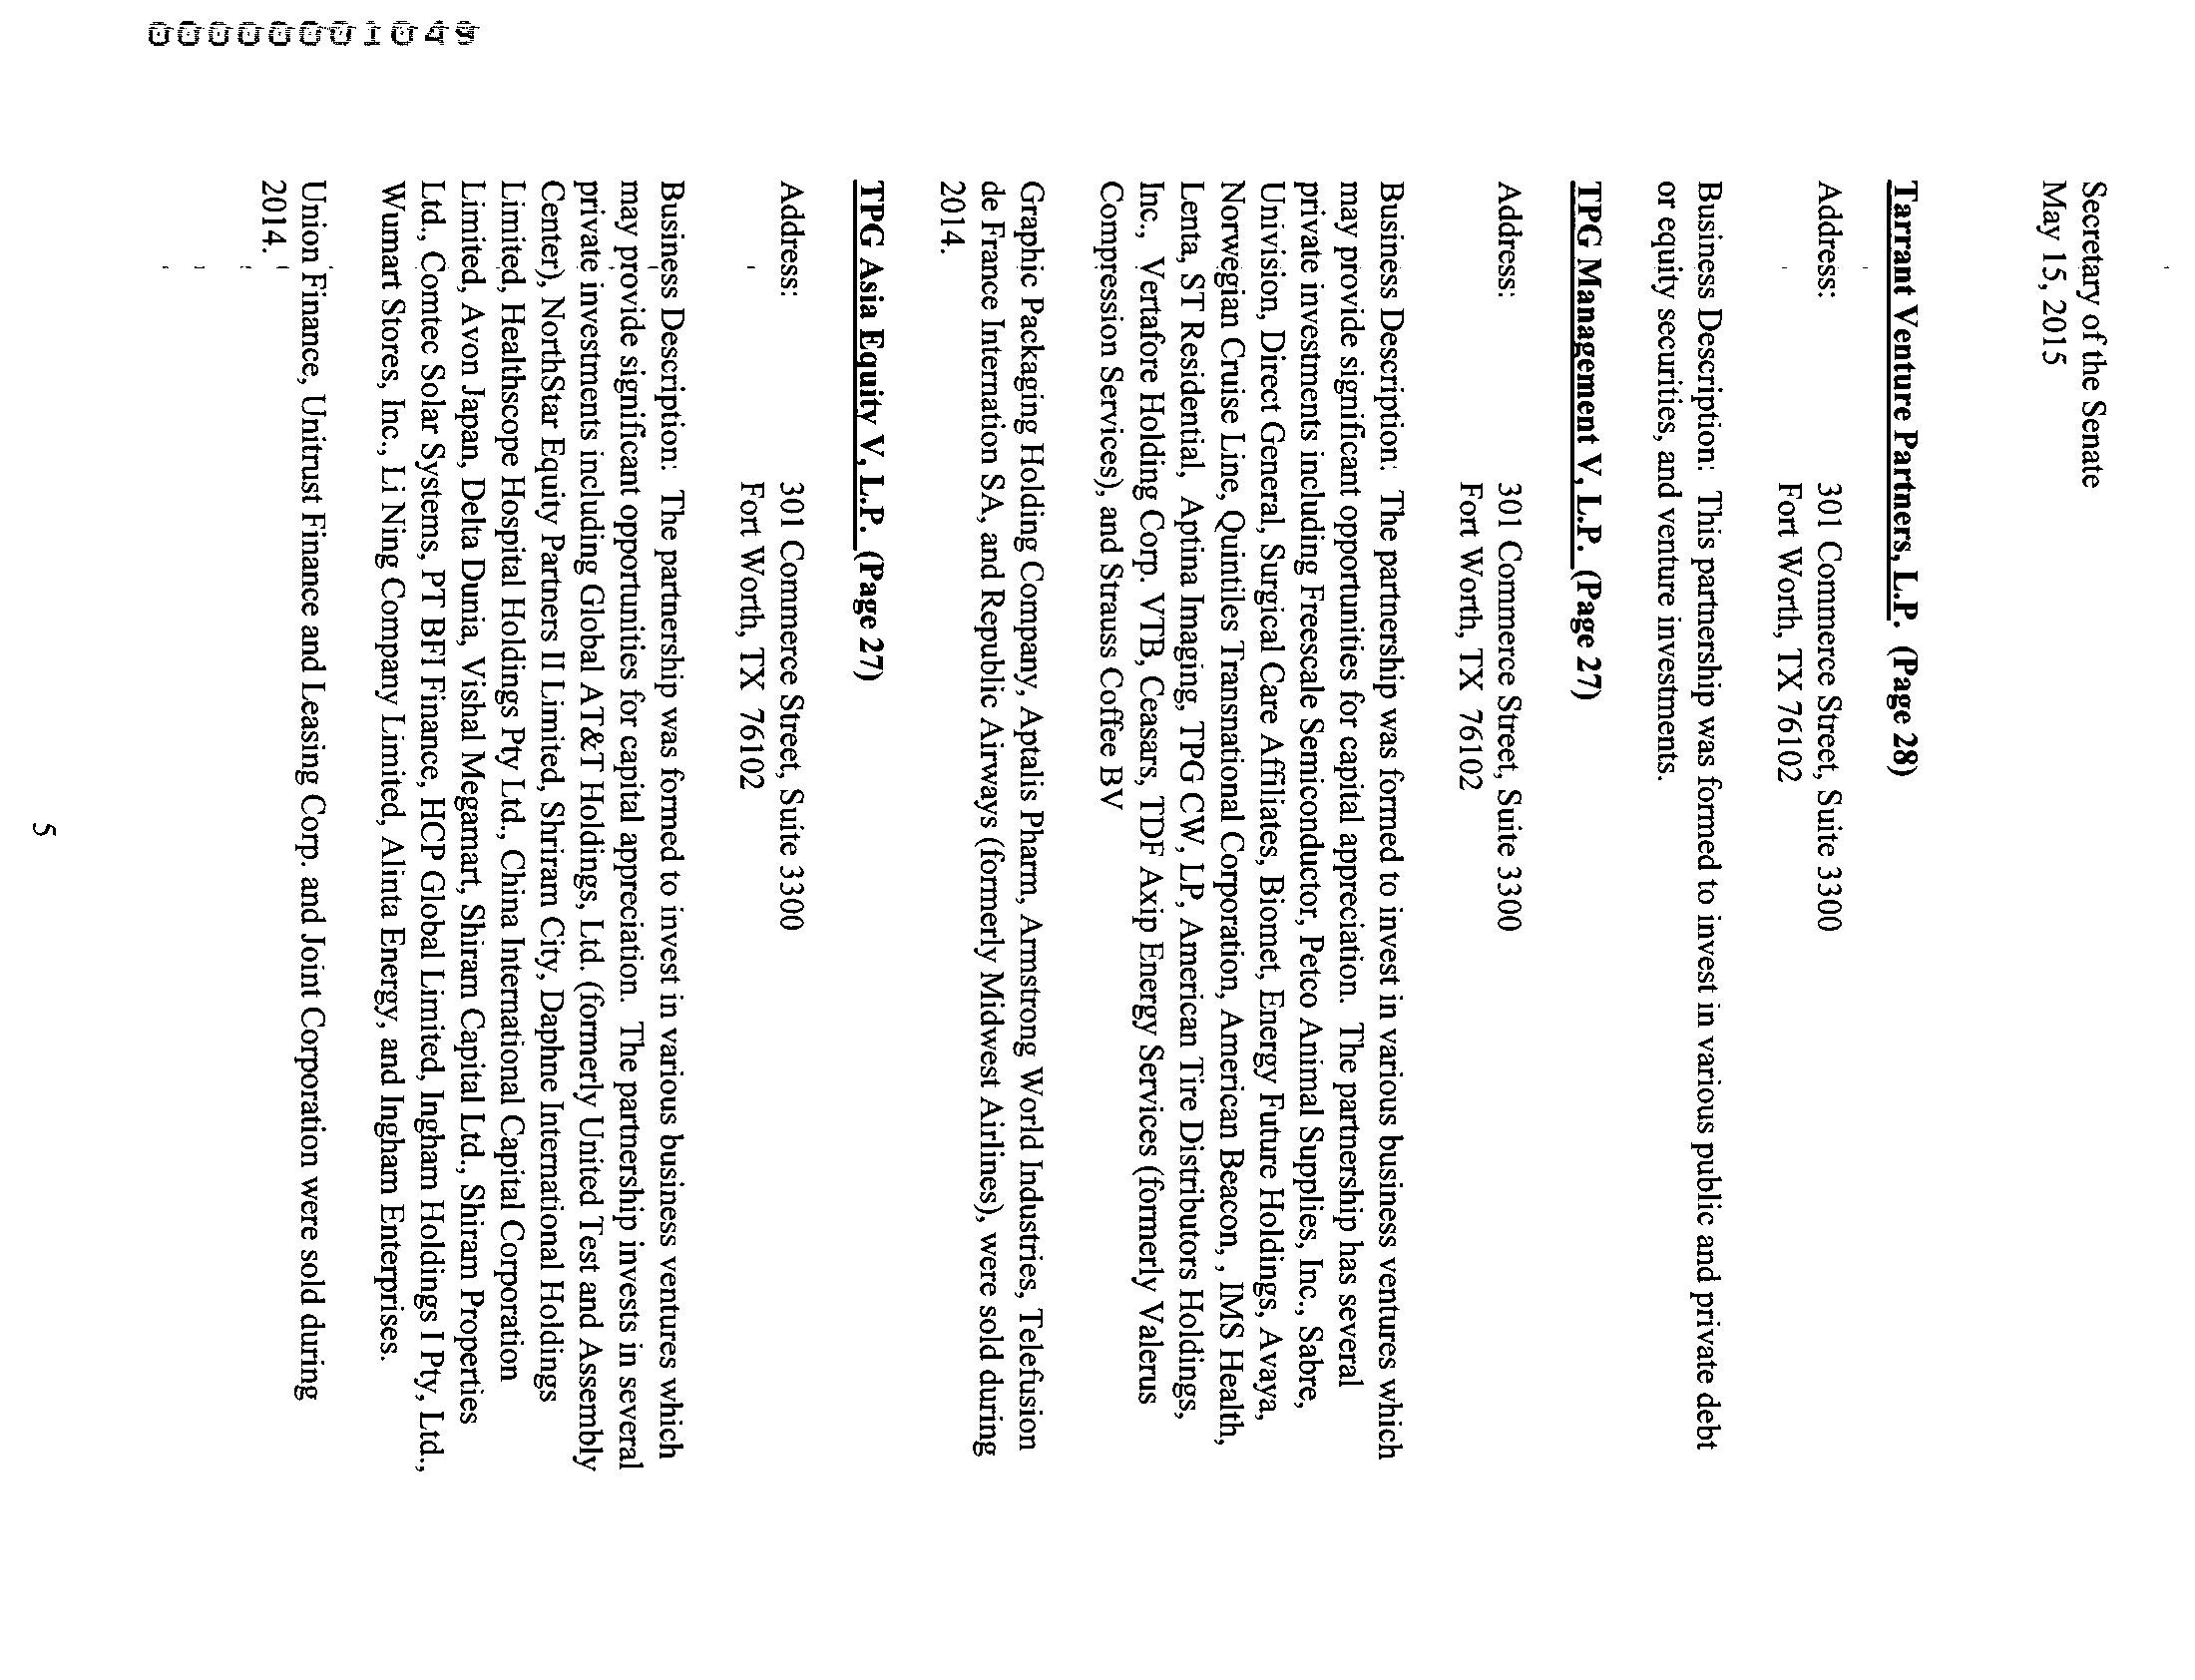 Secretary of the Senate
May 15, 2015
Tarrant Venture Partners, L.P. (Page 28)
Address: 301 Commerce Street, Suite 3300
Fort Worth, TX 76102
Business Description: This partnership was formed to invest in various public and private debt
or equity securities, and venture investments.
TPG Management V, L.P. (Page 27)
Address: 301 Commerce Street, Suite 3300
Fort Worth, TX 76102
Business Description: The partnership was formed to invest in various business ventures which
may provide significant opportunities for capital appreciation. The partnership has several
private investments including Freescale Semiconductor, Petco Animal Supplies, Inc., Sabre,
Univision, Direct General, Surgical Care Affiliates, Biomet, Energy Future Holdings, Avaya,
Norwegian Cruise Line, Quintiles Transnational Corporation, American Beacon, , IMS Health,
Lenta, ST Residential, Aptina Imaging, TPG CW, LP, American Tire Distributors Holdings,
Inc., Vertafore Holding Corp. VTB, Ceasars, TDF Axip Energy Services (formerly Valerus
Compression Services), and Strauss Coffee BV
Graphic Packaging Holding Company, Aptalis Pharm, Armstrong World Industries, Telefusion
de France Internation SA, and Republic Airways (formerly Midwest Airlines), were sold during
2014.
TPG Asia Equity V, L.P. (Page 27)
Address: 301 Commerce Street, Suite 3300
Fort Worth, TX 76102
Business Description: The partnership was formed to invest in various business ventures which
may provide significant opportunities for capital appreciation. The partnership invests in several
private investments including Global AT&T Holdings, Ltd. (formerly United Test and Assembly
Center), NorthStar Equity Partners II Limited, Shriram City, Daphne International Holdings
Limited, Healthscope Hospital Holdings Pty Ltd., China International Capital Corporation
Limited, Avon Japan, Delta Dunia, Vishal Megamart, Shiram Capital Ltd., Shiram Properties
Ltd., Comtec Solar Systems, PT BFI Finance, HCP Global Limited, Ingham Holdings I Pty, Ltd.,
Wumart Stores, Inc., Li Ning Company Limited, Alinta Energy, and Ingham Enterprises.
Union Finance, Unitrust Finance and Leasing Corp. and Joint Corporation were sold during
2014.
5
00000001049